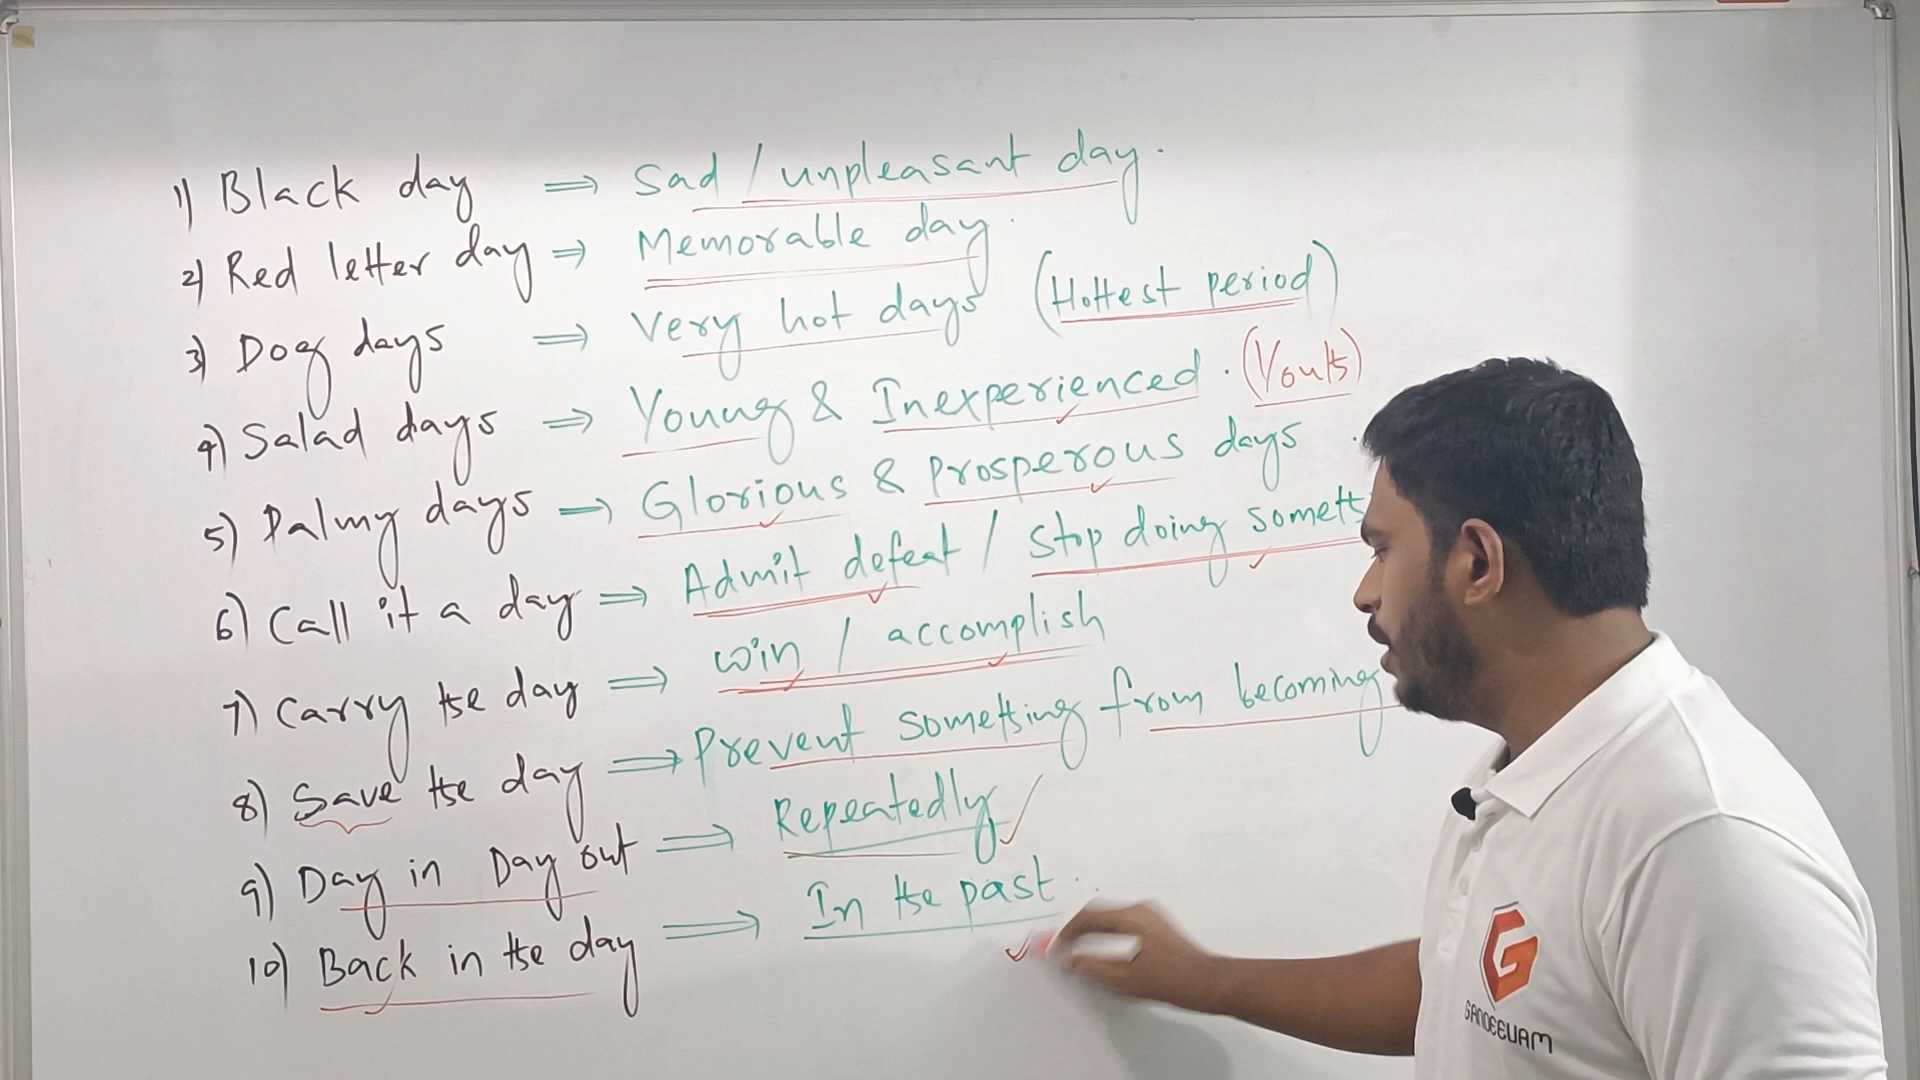 1) Black day ⇒ Sad / unpleasant day.
2) Red letter day ⇒ Memorable day.
3) Dog days ⇒ Very hot days (Hottest period)
4) Salad days ⇒ Young & Inexperienced. (Youth)
5) Palmy days ⇒ Glorious & prosperous days
6) Call it a day ⇒ Admit defeat / Stop doing someth
7) Carry the day ⇒ win / accomplish
8) Save the day ⇒ Prevent something from becoming
9) Day in Day out ⇒ Repeatedly
10) Back in the day ⇒ In the past.
G
GANDEEVAM